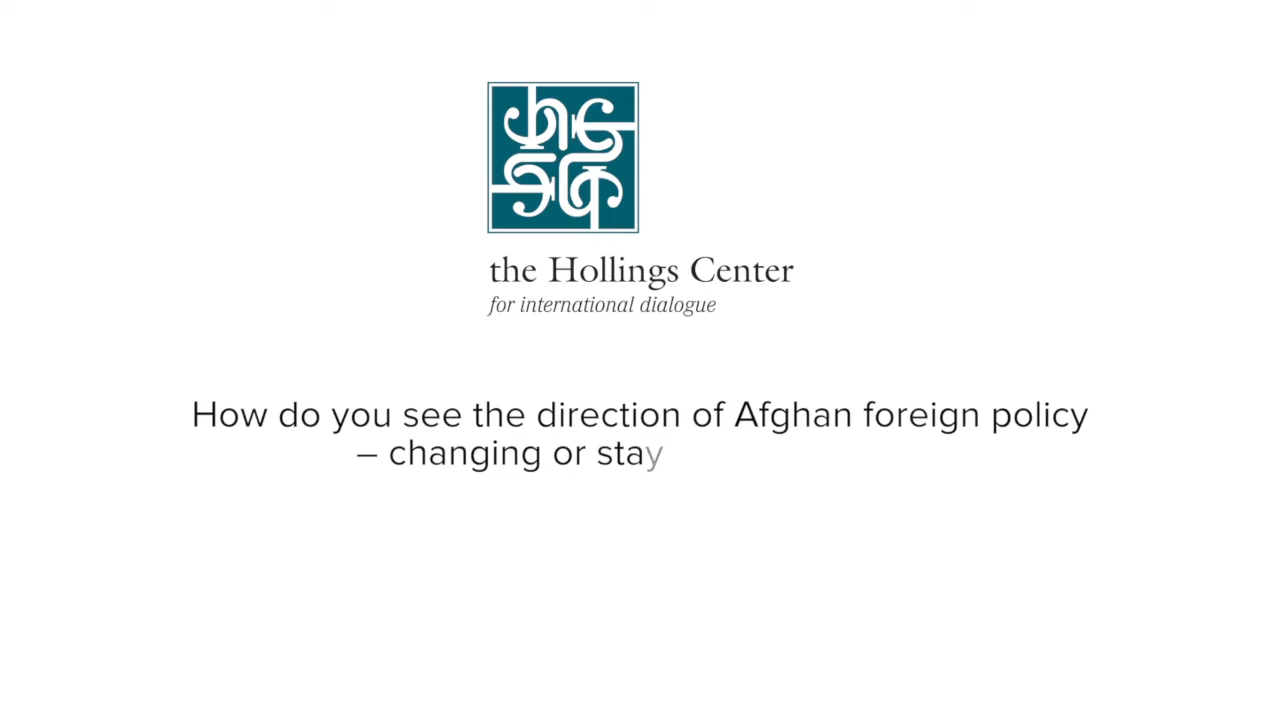 the Hollings Center
for international dialogue
How do you see the direction of Afghan foreign policy
– changing or stay